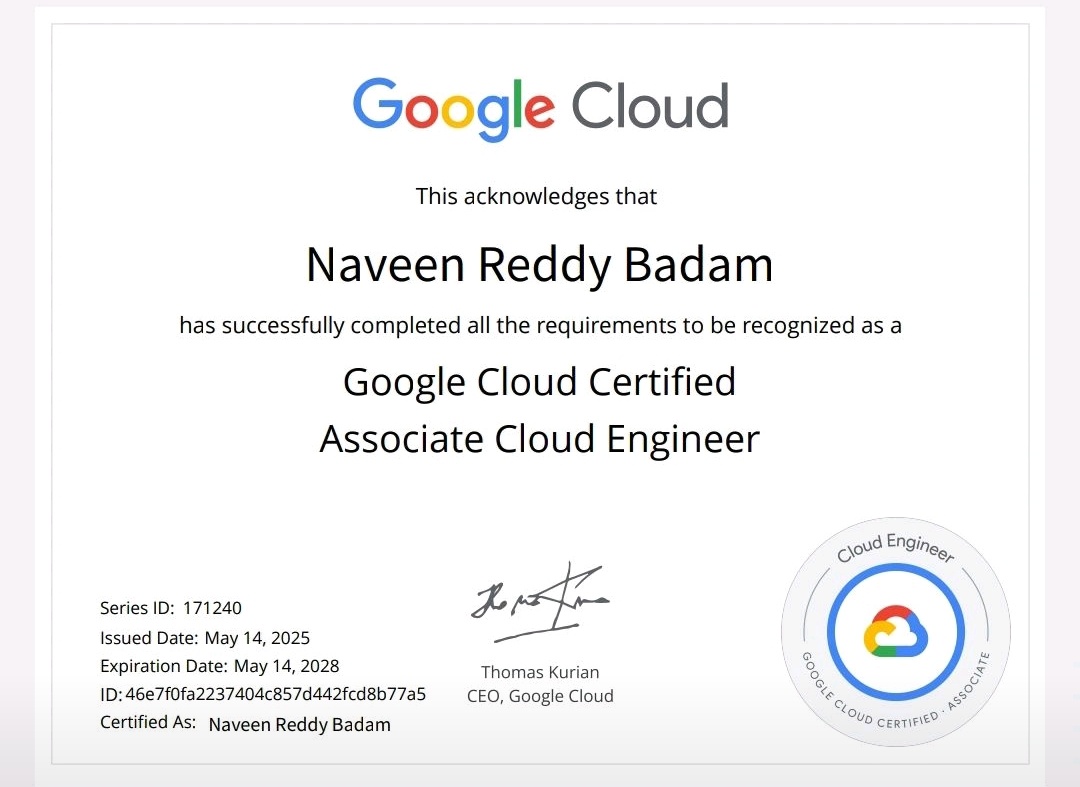 Google Cloud
This acknowledges that
Naveen Reddy Badam
has successfully completed all the requirements to be recognized as a
Google Cloud Certified
Associate Cloud Engineer
Series ID: 171240
Issued Date: May 14, 2025
Expiration Date: May 14, 2028
ID: 46e7f0fa2237404c857d442fcd8b77a5
Certified As: Naveen Reddy Badam
Thomas Kurian
CEO, Google Cloud
Cloud Engineer
GOOGLE CLOUD CERTIFIED · ASSOCIATE